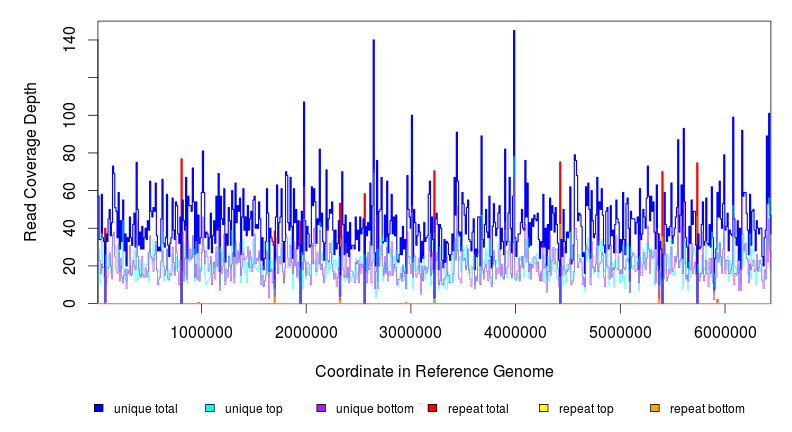 140
100
80
60
40
20
0
Read Coverage Depth
1000000 2000000 3000000 4000000 5000000 6000000
Coordinate in Reference Genome
unique total unique top unique bottom repeat total repeat top repeat bottom